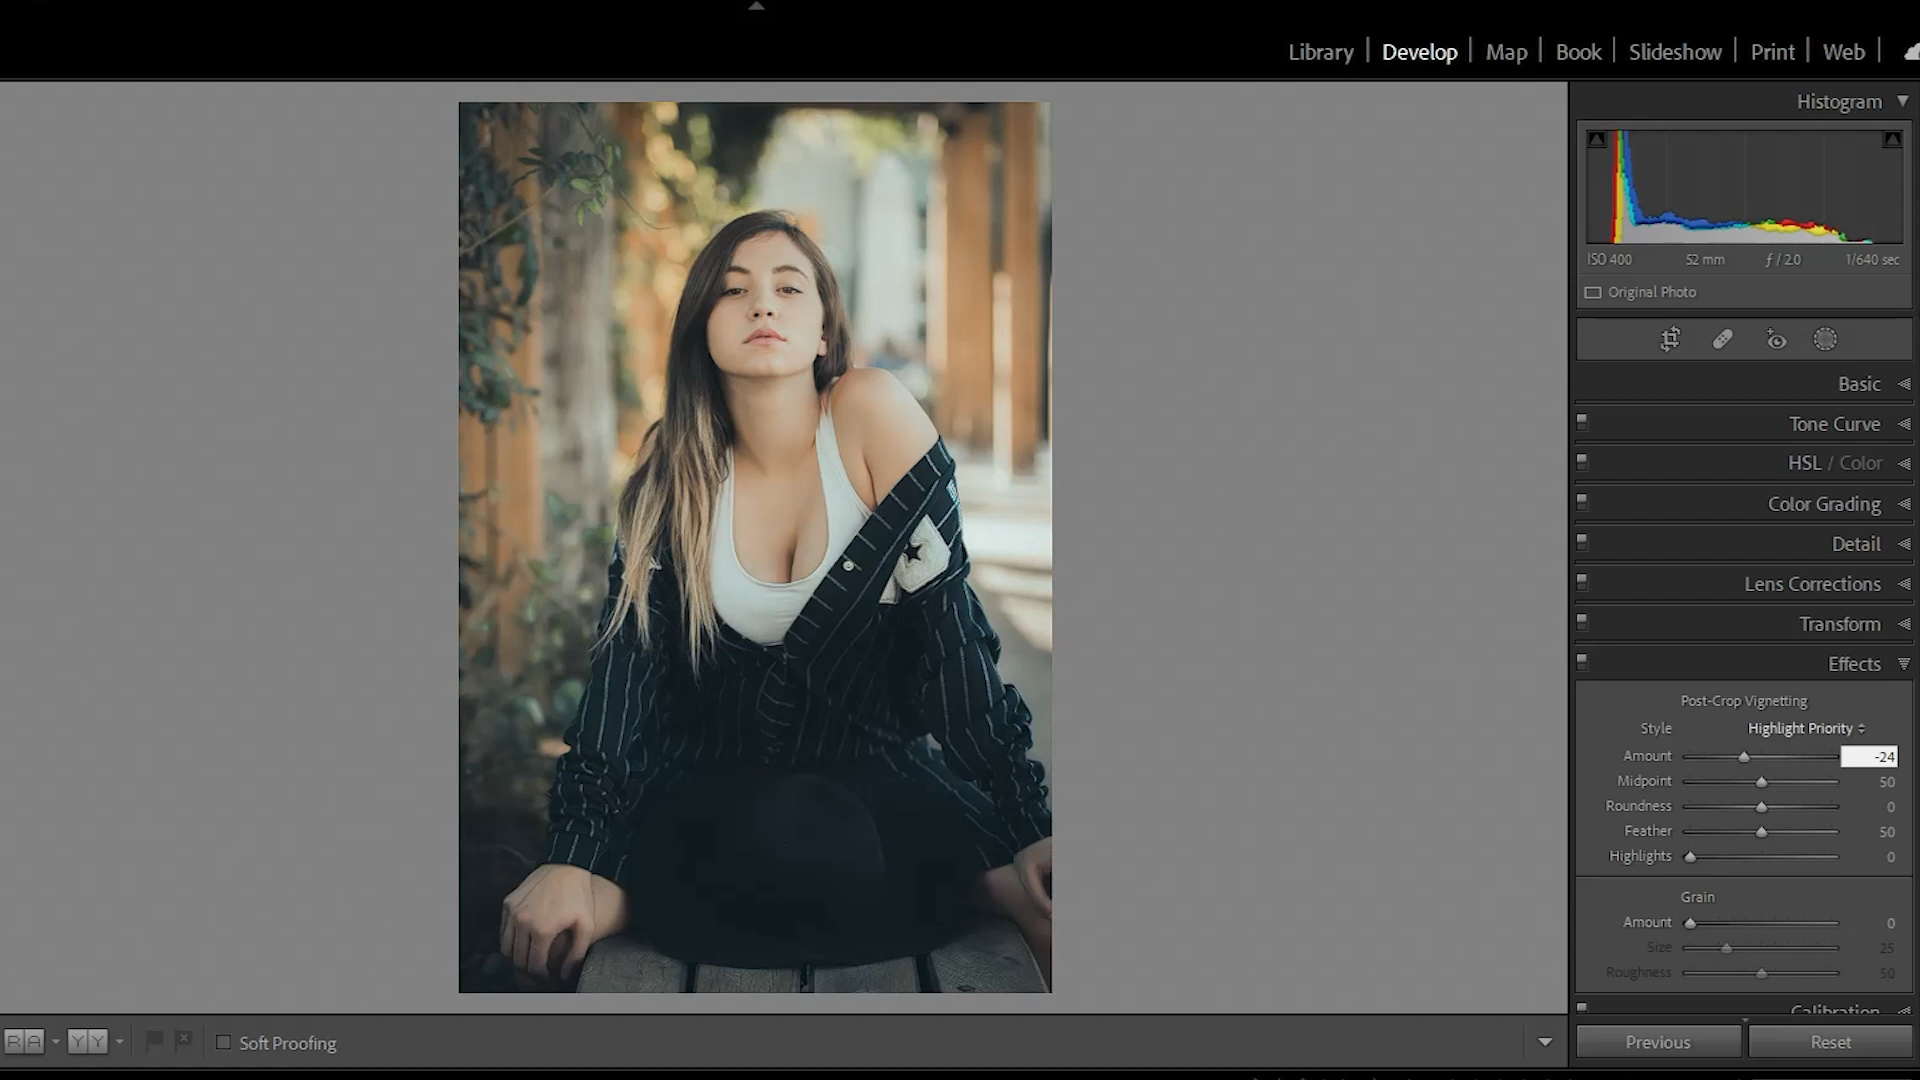 Library | Develop | Map | Book | Slideshow | Print | Web |
Histogram
ISO 400 52 mm ƒ / 2.0 1/640 sec
Original Photo
Basic
Tone Curve
HSL / Color
Color Grading
Detail
Lens Corrections
Transform
Effects
Post-Crop Vignetting
Style Highlight Priority
Amount -24
Midpoint 50
Roundness 0
Feather 50
Highlights 0
Grain
Amount 0
Size 25
Roughness 50
Calibration
R A Y Y Soft Proofing
Previous Reset